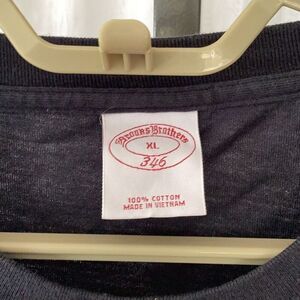 Brooks Brothers
XL
346
100% COTTON
MADE IN VIETNAM